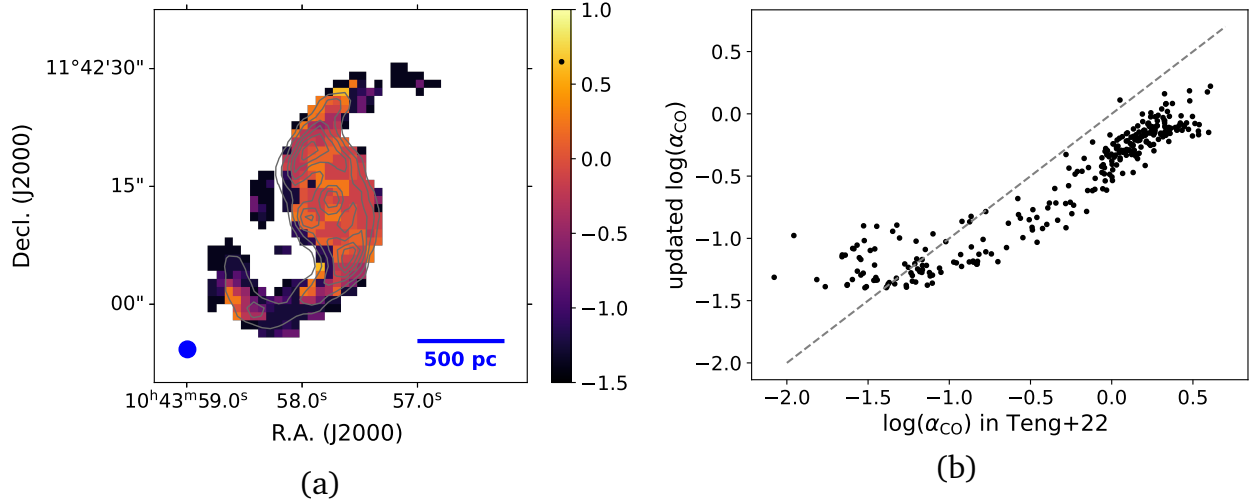 11°42'30"
15"
00"
Decl. (J2000)
10ʰ43ᵐ59.0ˢ
58.0ˢ
57.0ˢ
R.A. (J2000)
500 pc
1.0
0.5
0.0
−0.5
−1.0
−1.5
(a)
0.5
0.0
−0.5
−1.0
−1.5
−2.0
updated log(α_CO)
−2.0
−1.5
−1.0
−0.5
0.0
0.5
log(α_CO) in Teng+22
(b)